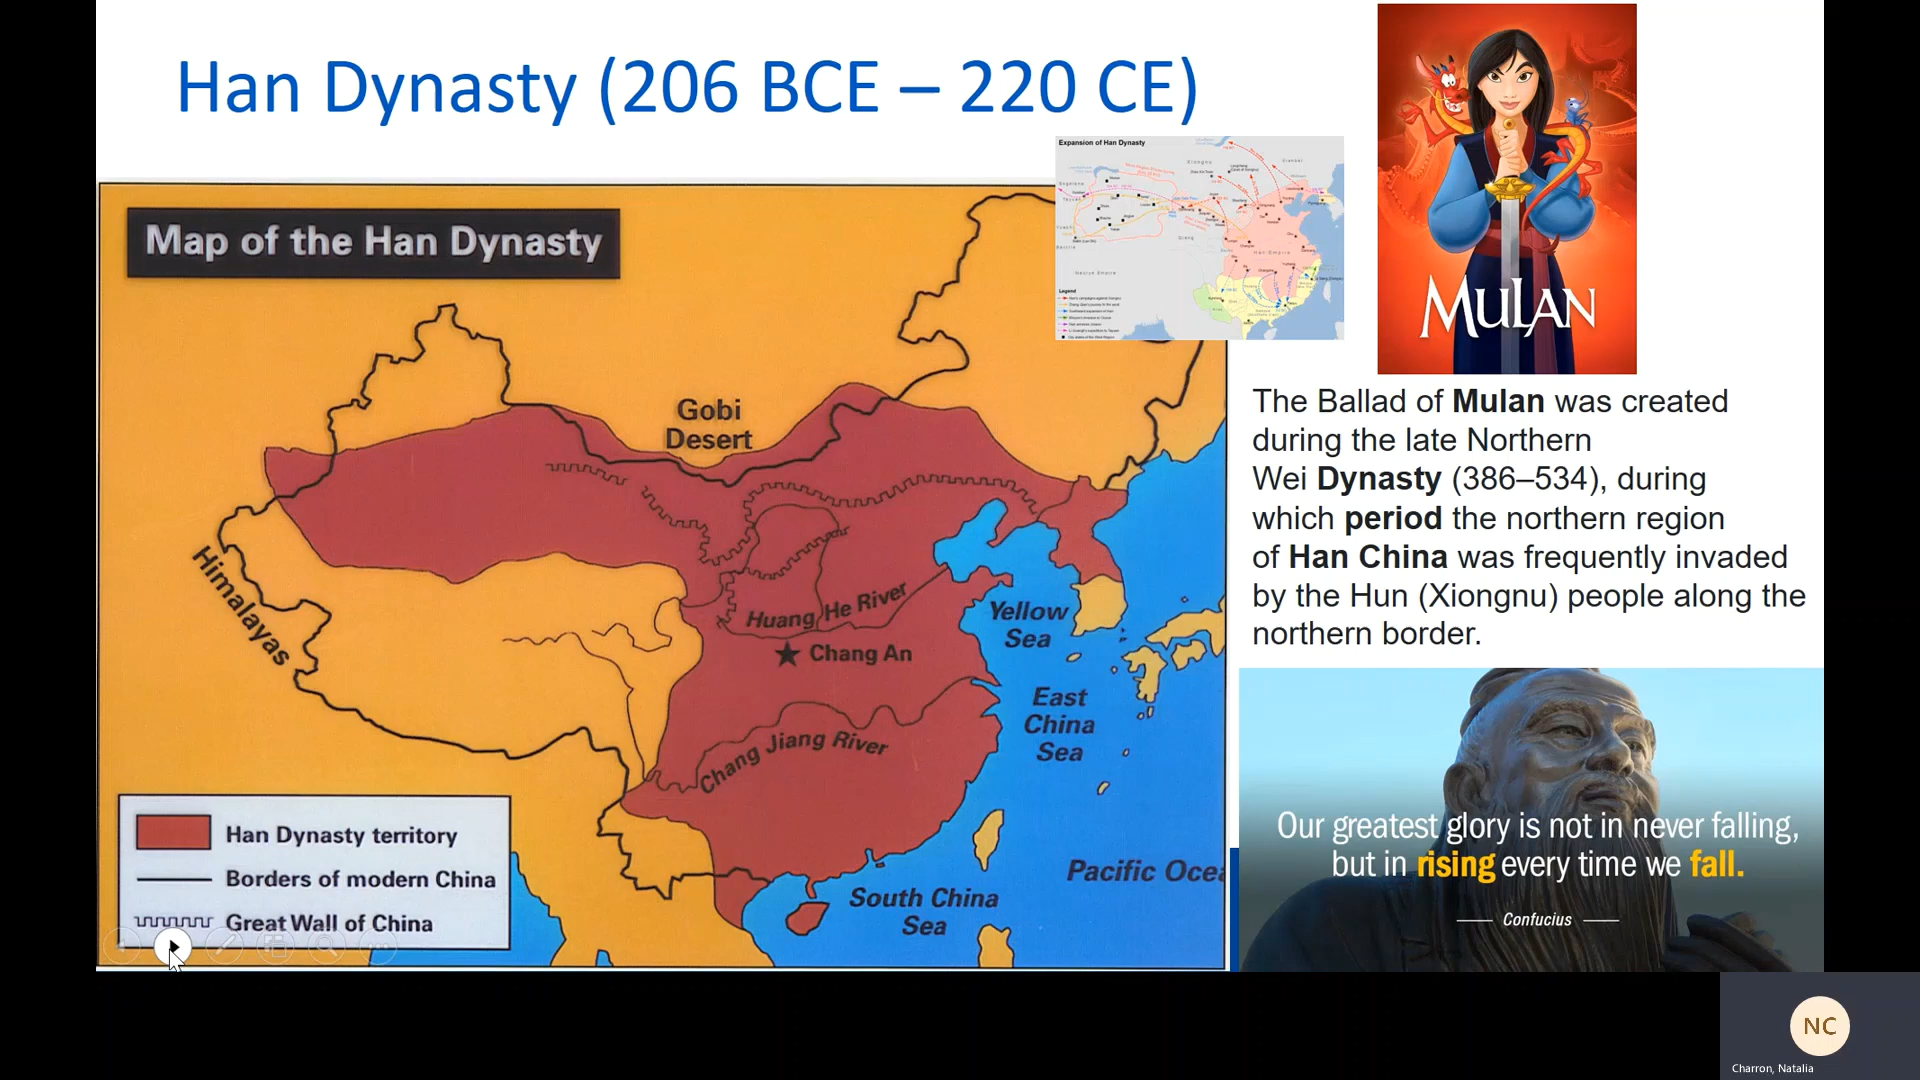 Han Dynasty (206 BCE – 220 CE)
Expansion of Han Dynasty
Han Empire
Legend
MULAN
Map of the Han Dynasty
Gobi
Desert
Himalayas
Huang He River
Chang An
Chang Jiang River
Yellow
Sea
East
China
Sea
South China
Sea
Pacific Ocea
Han Dynasty territory
Borders of modern China
Great Wall of China
The Ballad of Mulan was created
during the late Northern
Wei Dynasty (386–534), during
which period the northern region
of Han China was frequently invaded
by the Hun (Xiongnu) people along the
northern border.
Our greatest glory is not in never falling,
but in rising every time we fall.
Confucius
NC
Charron, Natalia